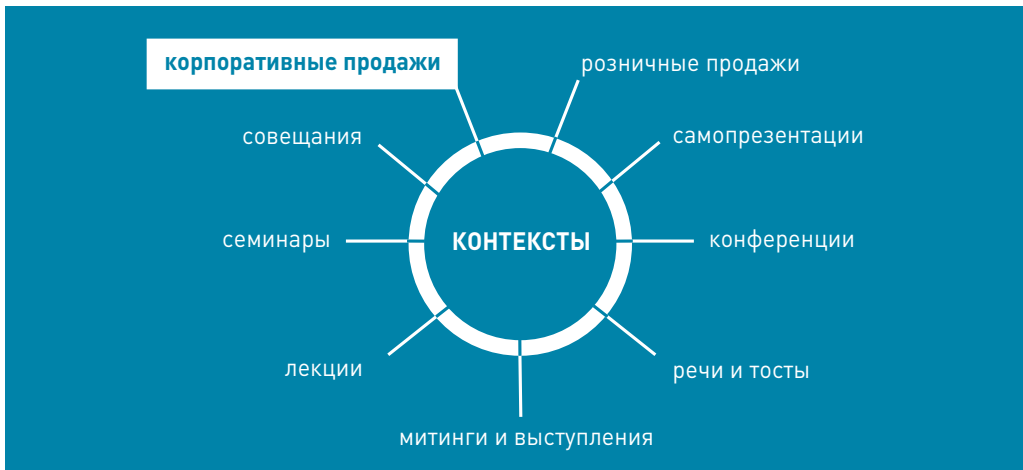 корпоративные продажи
розничные продажи
совещания
самопрезентации
семинары
КОНТЕКСТЫ
конференции
лекции
речи и тосты
митинги и выступления